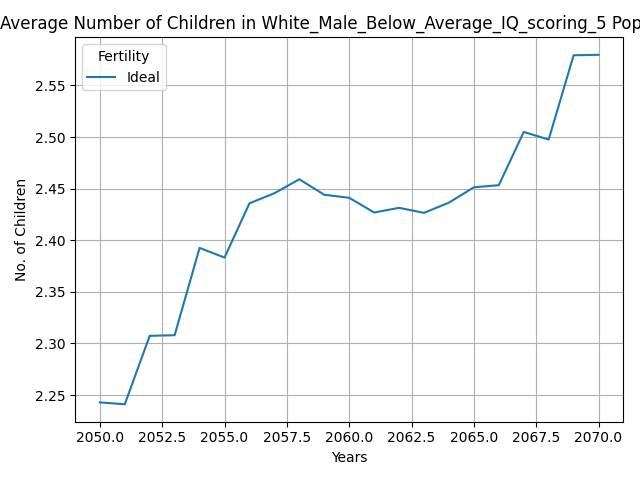 Average Number of Children in White_Male_Below_Average_IQ_scoring_5 Pop
Fertility
Ideal
2.55
2.50
2.45
2.40
2.35
2.30
2.25
No. of Children
2050.0 2052.5 2055.0 2057.5 2060.0 2062.5 2065.0 2067.5 2070.0
Years